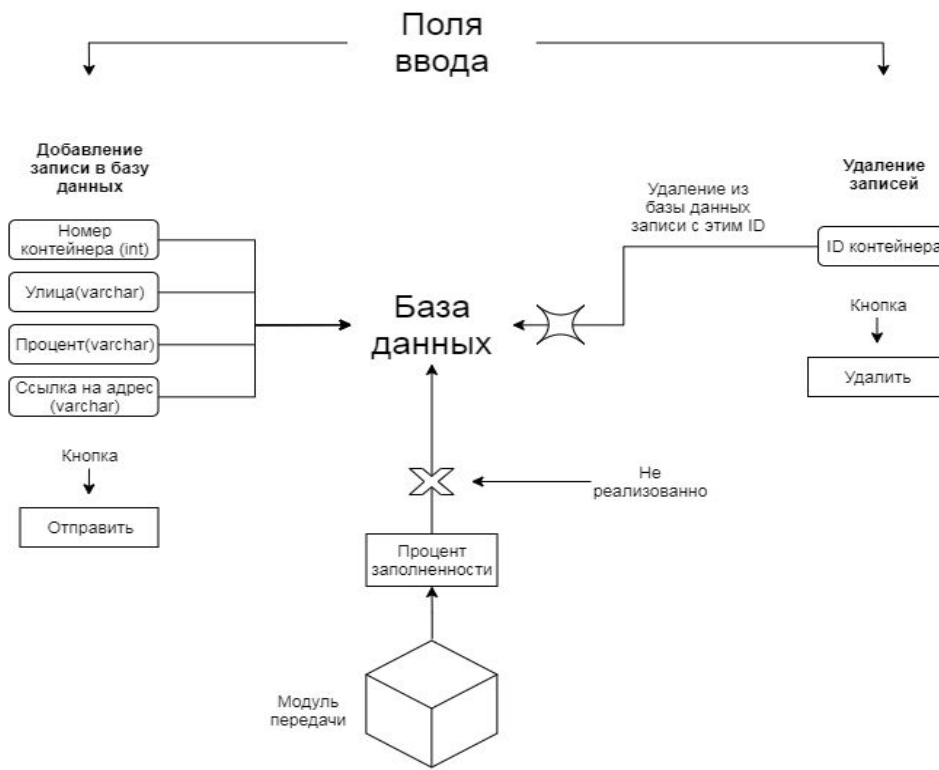 Поля
ввода
Добавление
записи в базу
данных
Номер
контейнера (int)
Улица(varchar)
Процент(varchar)
Ссылка на адрес
(varchar)
Кнопка
Отправить
База
данных
Удаление из
базы данных
записи с этим ID
Удаление
записей
ID контейнера
Кнопка
Удалить
Не
реализованно
Процент
заполненности
Модуль
передачи